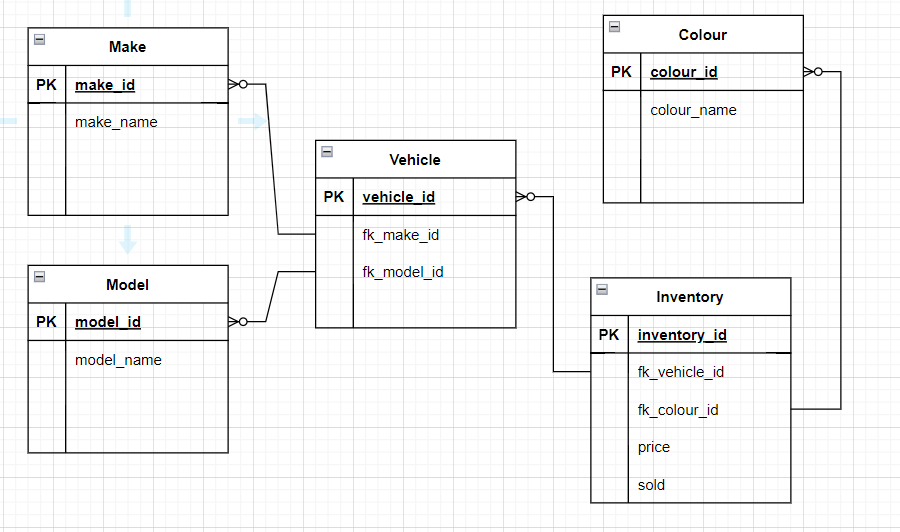 Make
PK make_id
make_name
Model
PK model_id
model_name
Vehicle
PK vehicle_id
fk_make_id
fk_model_id
Colour
PK colour_id
colour_name
Inventory
PK inventory_id
fk_vehicle_id
fk_colour_id
price
sold